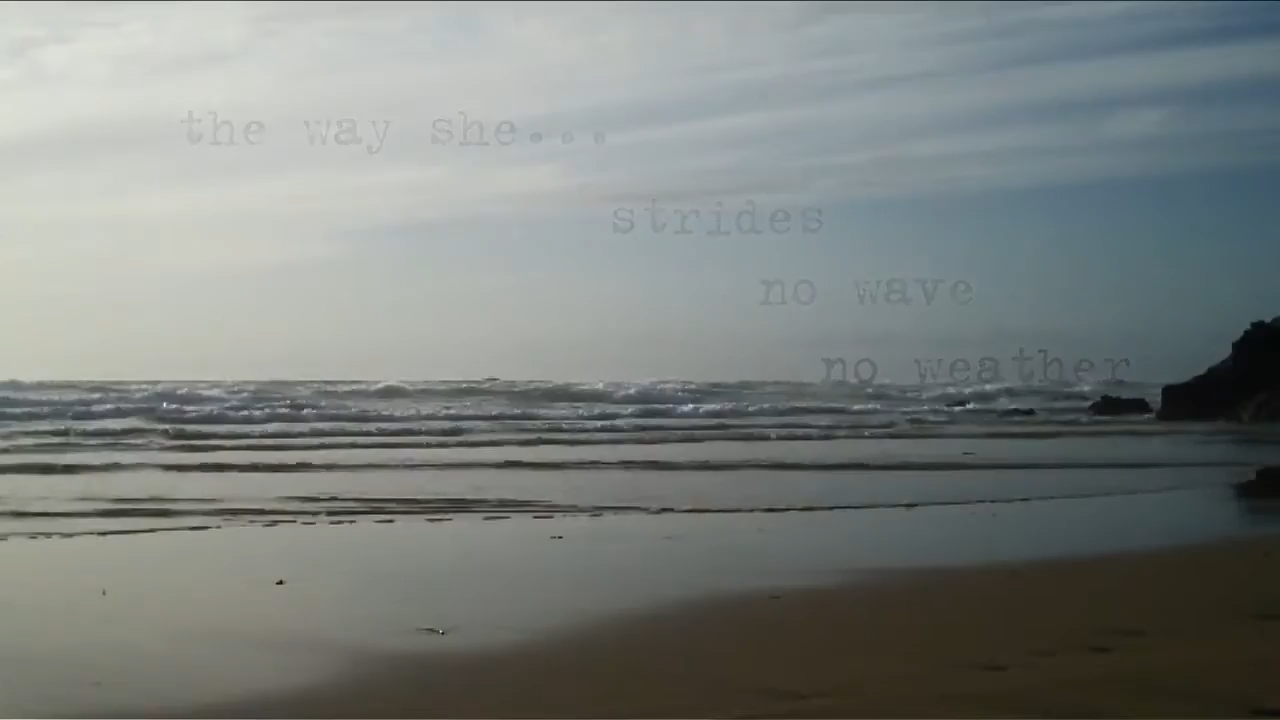 the way she...
strides
no wave
no weather